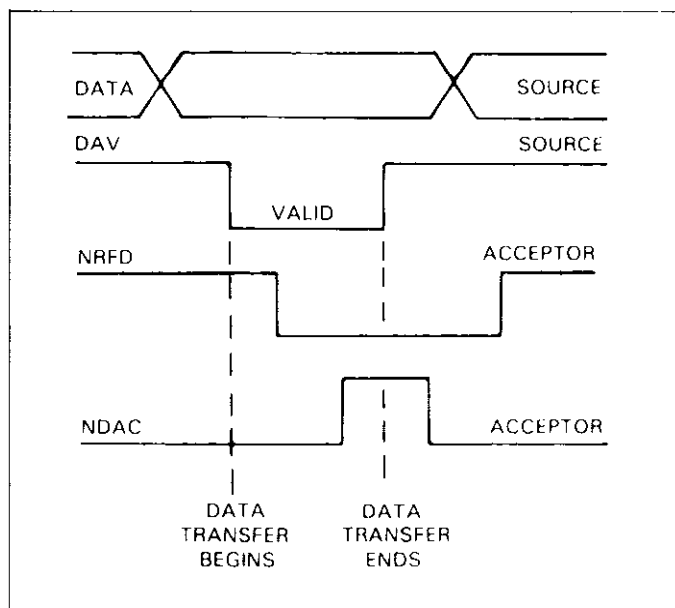 DATA SOURCE
DAV SOURCE
VALID
NRFD ACCEPTOR
NDAC ACCEPTOR
DATA TRANSFER BEGINS
DATA TRANSFER ENDS